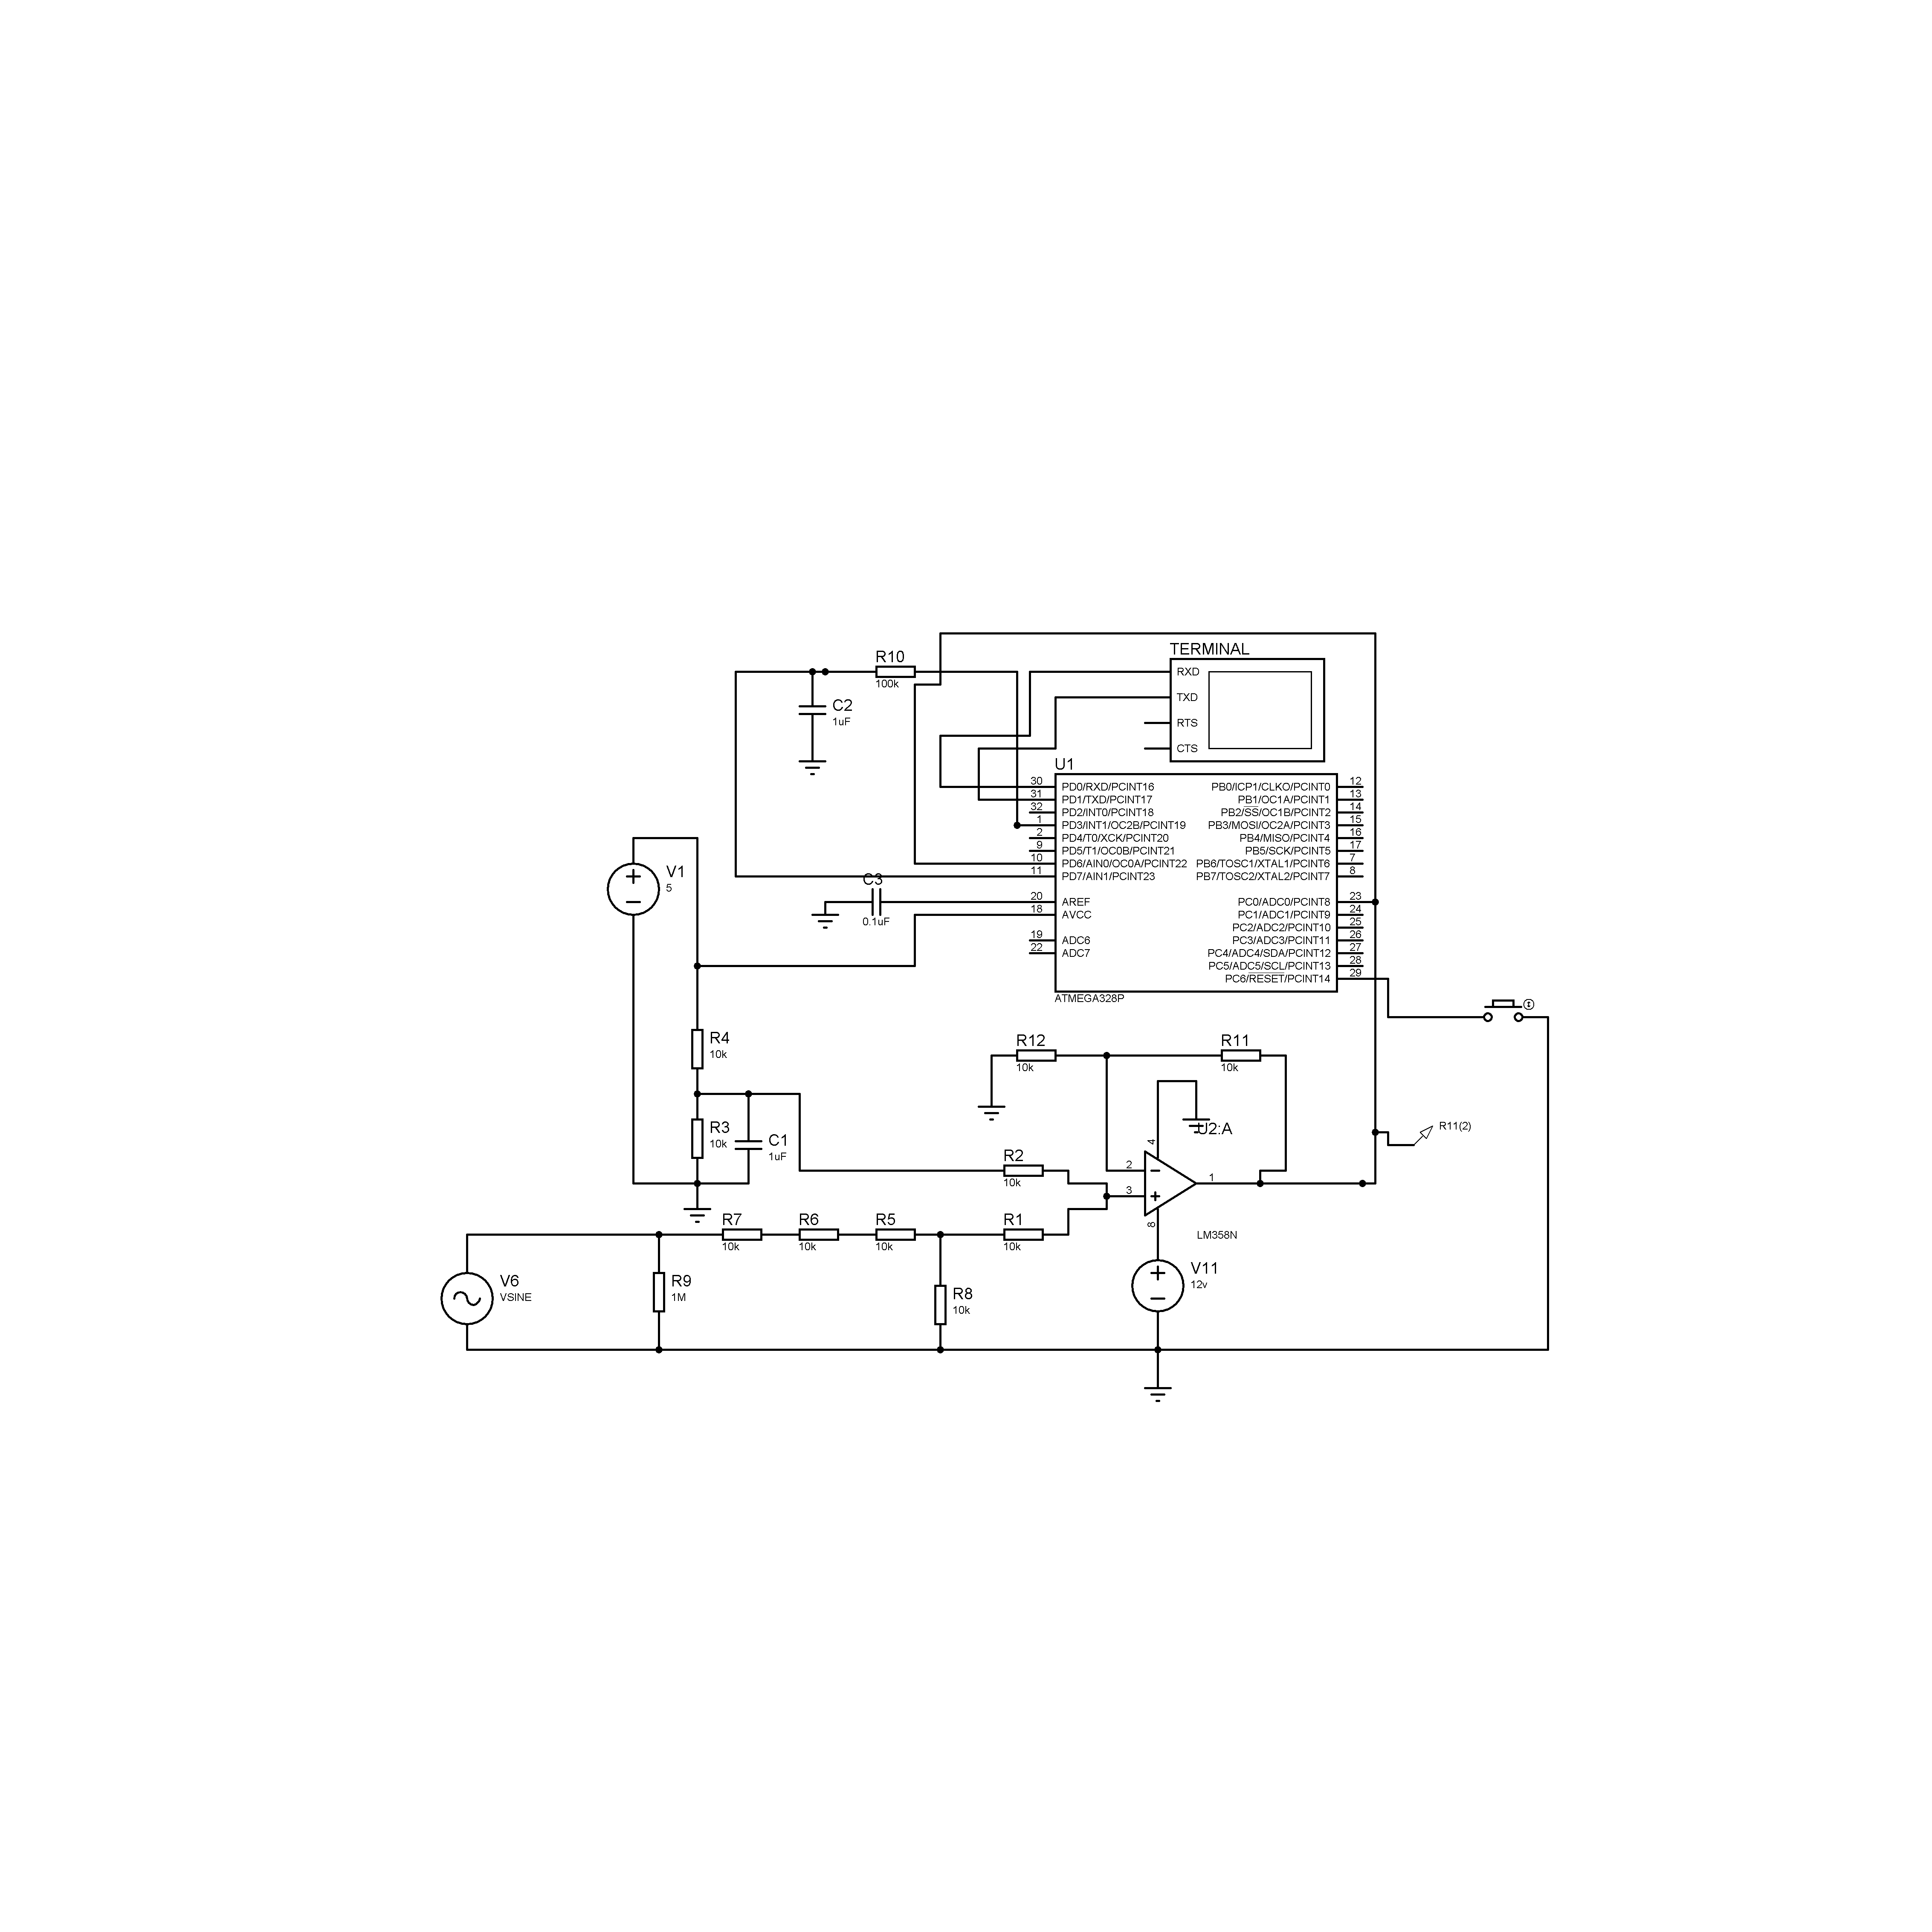 TERMINAL
R10
100k
RXD
TXD
RTS
CTS
C2
1uF
U1
30 PD0/RXD/PCINT16 PB0/ICP1/CLKO/PCINT0 12
31 PD1/TXD/PCINT17 PB1/OC1A/PCINT1 13
32 PD2/INT0/PCINT18 PB2/SS/OC1B/PCINT2 14
1 PD3/INT1/OC2B/PCINT19 PB3/MOSI/OC2A/PCINT3 15
2 PD4/T0/XCK/PCINT20 PB4/MISO/PCINT4 16
9 PD5/T1/OC0B/PCINT21 PB5/SCK/PCINT5 17
10 PD6/AIN0/OC0A/PCINT22 PB6/TOSC1/XTAL1/PCINT6 7
11 PD7/AIN1/PCINT23 PB7/TOSC2/XTAL2/PCINT7 8
20 AREF PC0/ADC0/PCINT8 23
18 AVCC PC1/ADC1/PCINT9 24
PC2/ADC2/PCINT10 25
19 ADC6 PC3/ADC3/PCINT11 26
22 ADC7 PC4/ADC4/SDA/PCINT12 27
PC5/ADC5/SCL/PCINT13 28
PC6/RESET/PCINT14 29
ATMEGA328P
V1
5
C3
0.1uF
R4
10k
R12
10k
R11
10k
R3
10k
C1
1uF
U2:A
R11(2)
4
2
3
1
8
LM358N
R2
10k
R7
10k
R6
10k
R5
10k
R1
10k
V6
VSINE
R9
1M
R8
10k
V11
12v